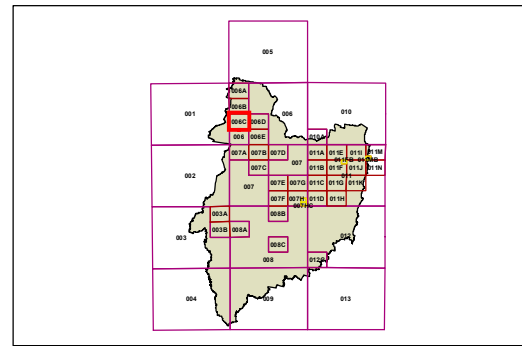 005
006A
006B
001 006C 006D 006 010
006 006E 010A
007A 007B 007D 011A 011E 011I 011M
007C 007 011B 011F 011J 011N
002 007 007E 007G 011C 011G 011K
007F 007H 011D 011H
003A 008B
003 003B 008A 012
008C
008 012C
004 009 013